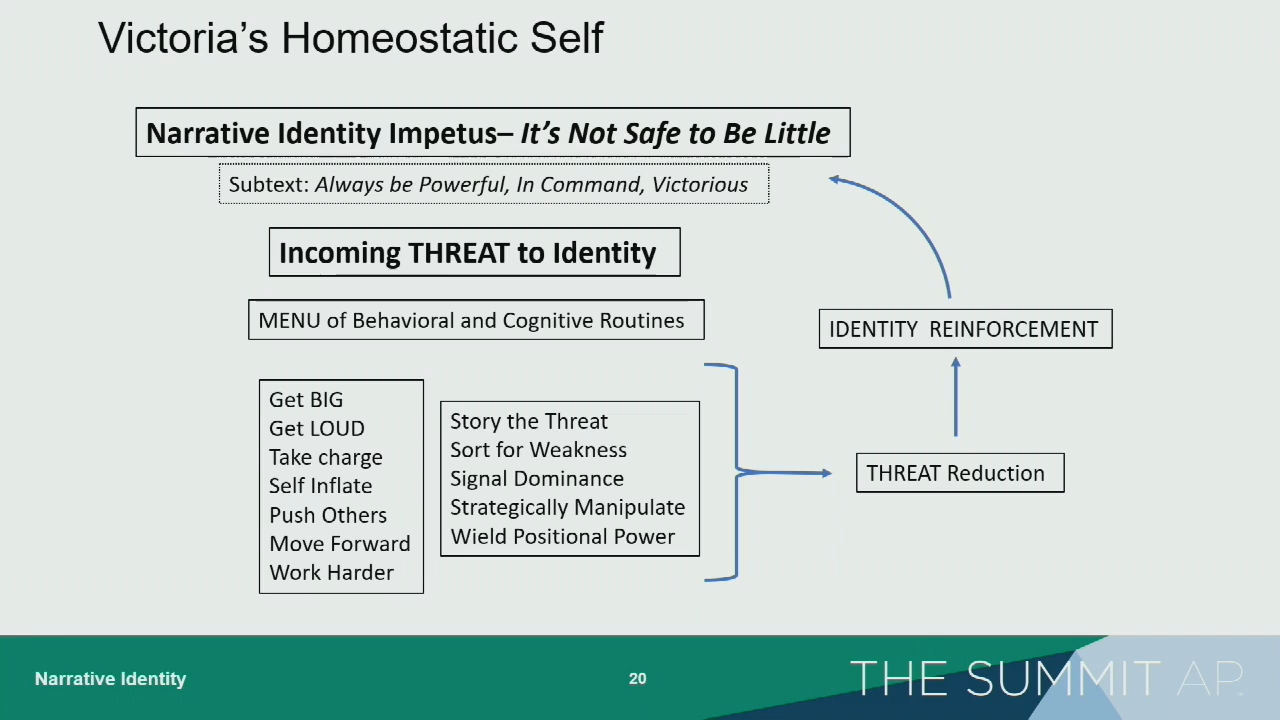 Victoria’s Homeostatic Self
Narrative Identity Impetus– It’s Not Safe to Be Little
Subtext: Always be Powerful, In Command, Victorious
Incoming THREAT to Identity
MENU of Behavioral and Cognitive Routines
Get BIG
Get LOUD
Take charge
Self Inflate
Push Others
Move Forward
Work Harder
Story the Threat
Sort for Weakness
Signal Dominance
Strategically Manipulate
Wield Positional Power
THREAT Reduction
IDENTITY REINFORCEMENT
Narrative Identity
20
THE SUMMIT AP